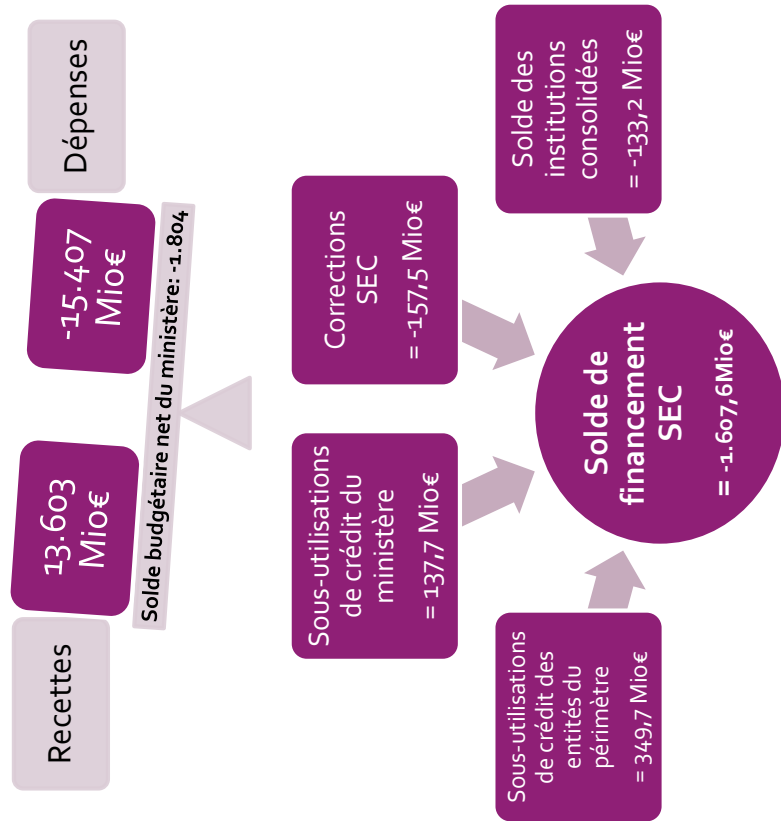 Recettes
13.603
Mio€
-15.407
Mio€
Dépenses
Solde budgétaire net du ministère: -1.804
Sous-utilisations
de crédit des
entités du
périmètre
= 349,7 Mio€
Sous-utilisations
de crédit du
ministère
= 137,7 Mio€
Corrections
SEC
= -157,5 Mio€
Solde des
institutions
consolidées
= -133,2 Mio€
Solde de
financement
SEC
= -1.607,6Mio€